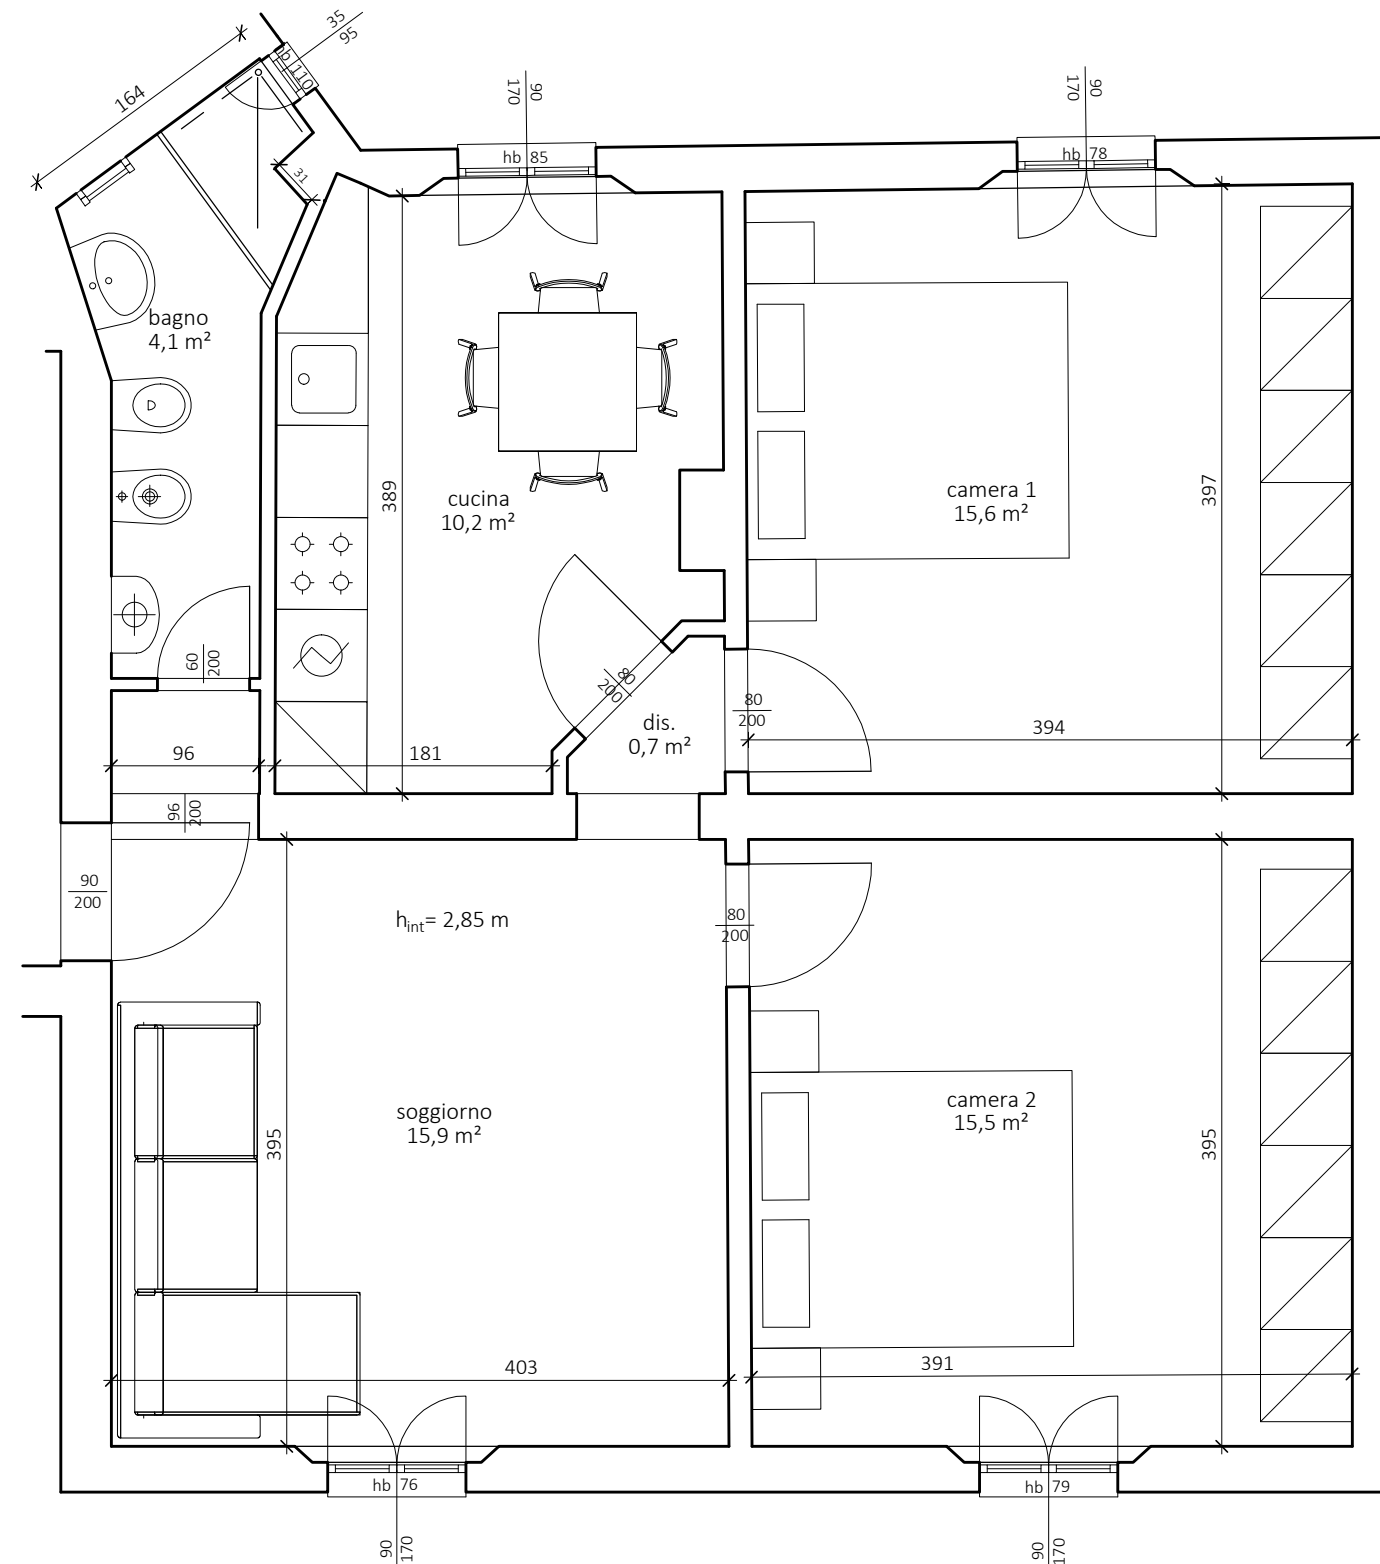 35
95
164
hb 110
31
170
90
hb 85
170
90
hb 78
bagno
4,1 m²
389
cucina
10,2 m²
camera 1
15,6 m²
397
60
200
80
200
dis.
0,7 m²
80
200
394
96
181
96
200
90
200
h int = 2,85 m
80
200
soggiorno
15,9 m²
395
camera 2
15,5 m²
395
403
391
hb 76
hb 79
90
170
90
170